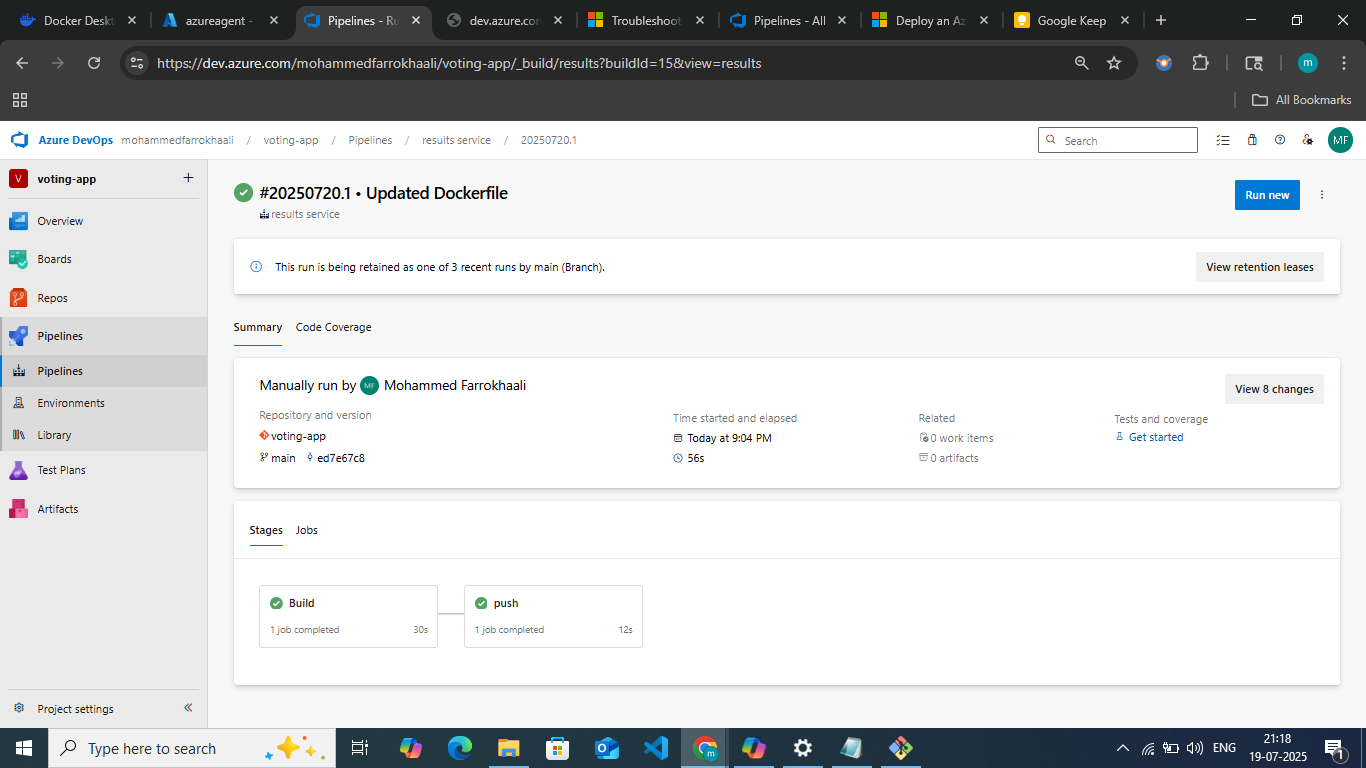 Docker Deskt
azureagent -
Pipelines - Ru
dev.azure.con
Troubleshoot
Pipelines - All
Deploy an Az
Google Keep
https://dev.azure.com/mohammedfarrokhaali/voting-app/_build/results?buildId=15&view=results
m
All Bookmarks
Azure DevOps mohammedfarrokhaali / voting-app / Pipelines / results service / 20250720.1
Search
MF
V voting-app
Overview
Boards
Repos
Pipelines
Pipelines
Environments
Library
Test Plans
Artifacts
Project settings
#20250720.1 • Updated Dockerfile
results service
Run new
This run is being retained as one of 3 recent runs by main (Branch).
View retention leases
Summary Code Coverage
Manually run by MF Mohammed Farrokhaali
View 8 changes
Repository and version
voting-app
main ed7e67c8
Time started and elapsed
Today at 9:04 PM
56s
Related
0 work items
0 artifacts
Tests and coverage
Get started
Stages Jobs
Build
1 job completed 30s
push
1 job completed 12s
Type here to search
m
ENG
21:18
19-07-2025
1